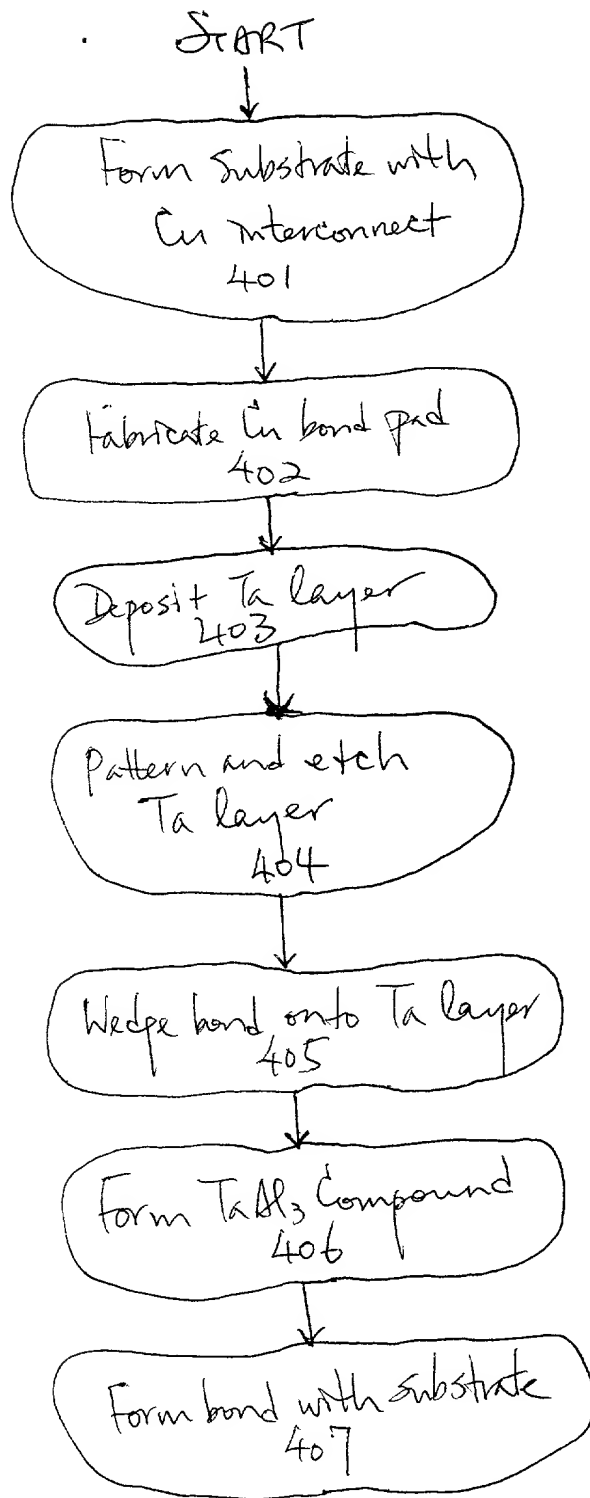 START
Form substrate with
Cu interconnect
401
Fabricate Cu bond pad
402
Deposit Ta layer
403
Pattern and etch
Ta layer
404
Wedge bond onto Ta layer
405
Form TaAl₃ Compound
406
Form bond with substrate
407